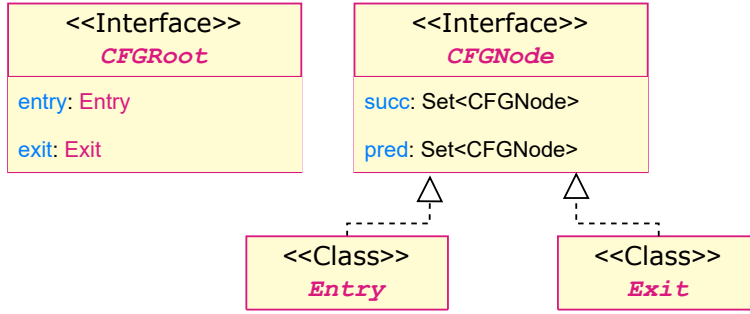 <<Interface>>
CFGRoot
entry: Entry
exit: Exit
<<Interface>>
CFGNode
succ: Set<CFGNode>
pred: Set<CFGNode>
<<Class>>
Entry
<<Class>>
Exit